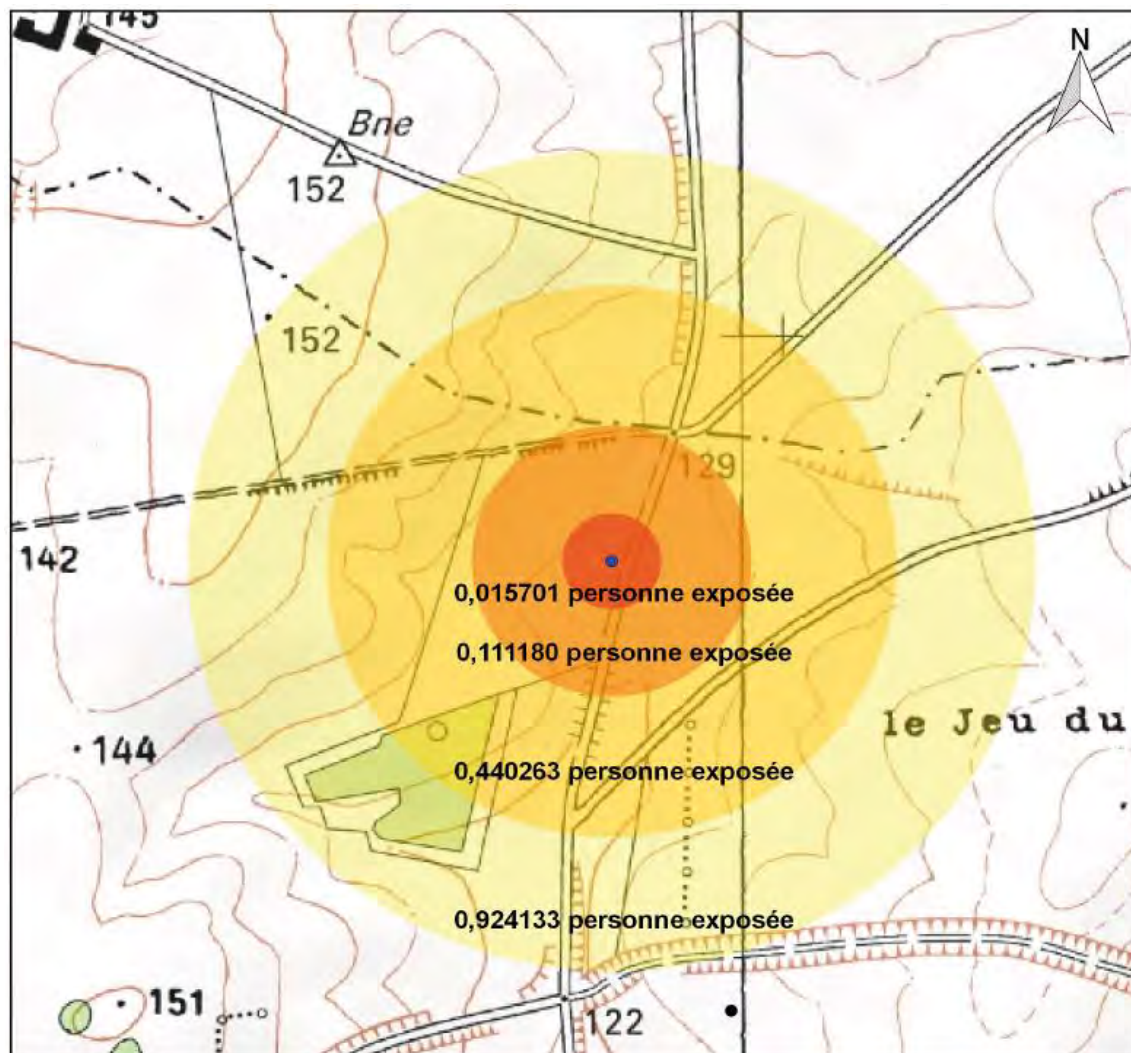 145
N
Bne
152
152
129
142
0,015701 personne exposée
0,111180 personne exposée
le Jeu du
144
0,440263 personne exposée
0,924133 personne exposée
151
122